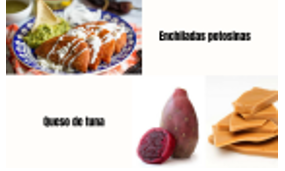 Enchiladas potosinas
Queso de tuna